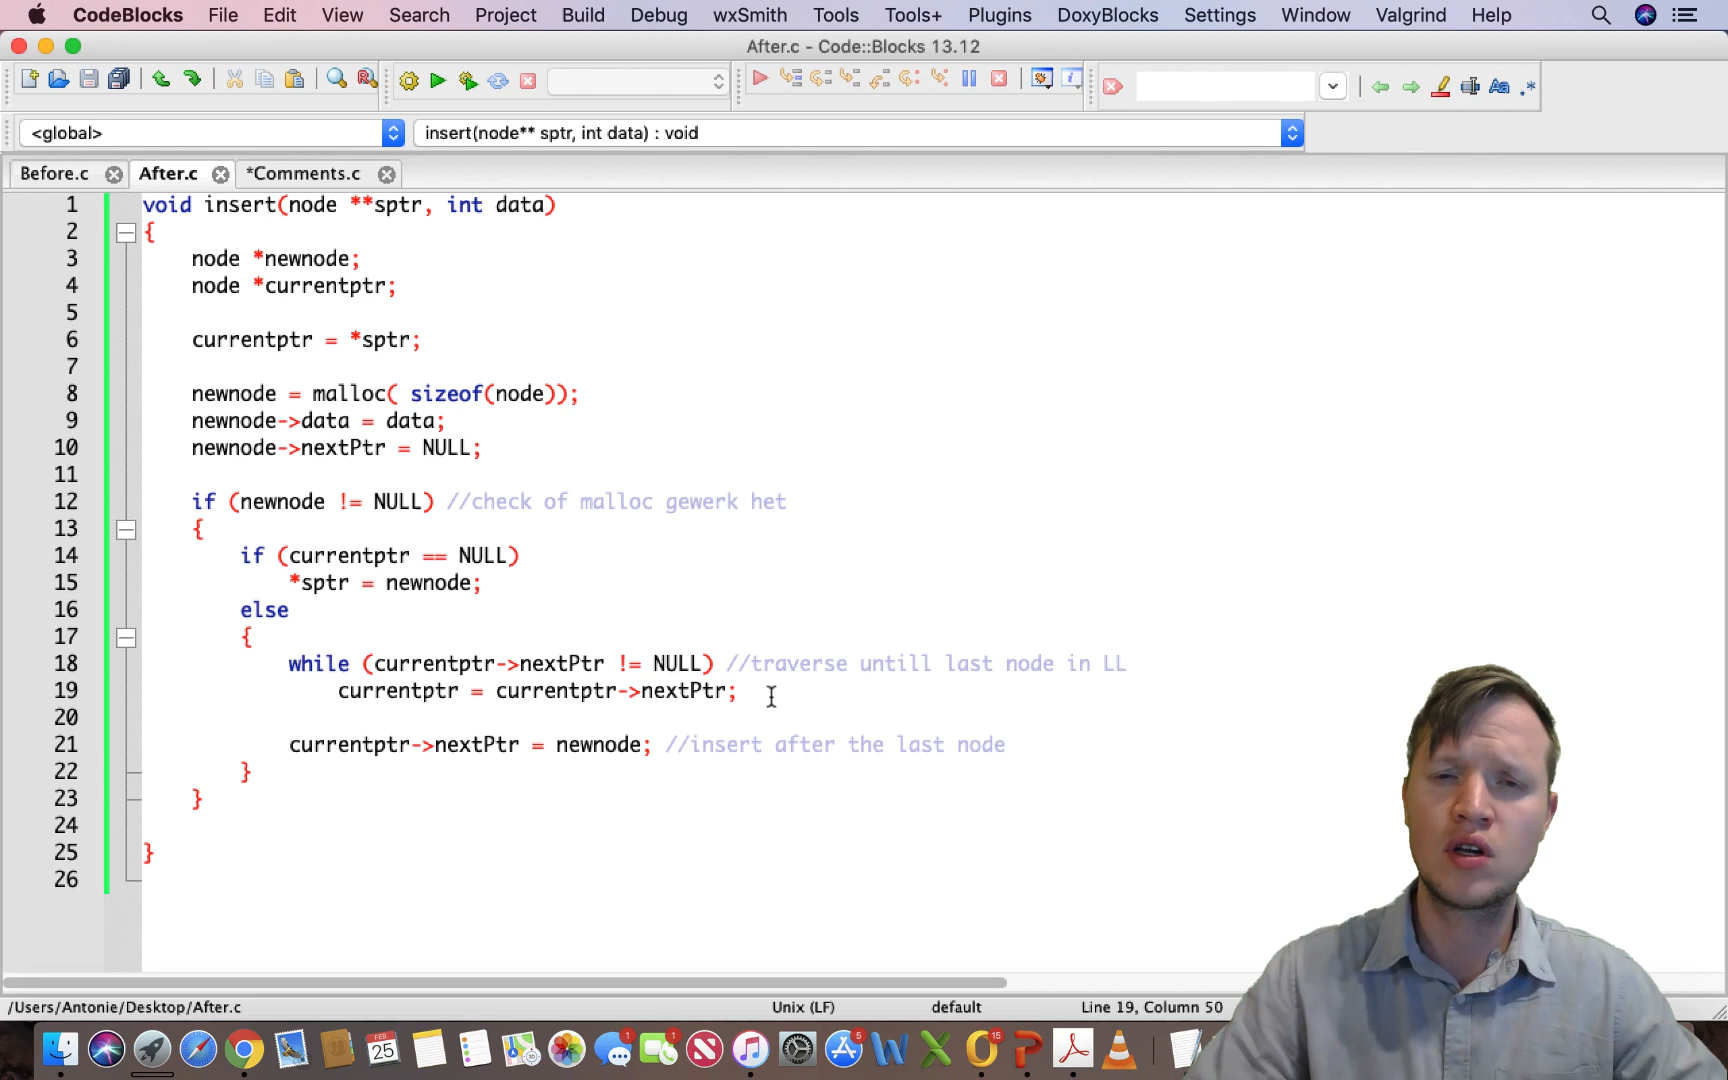 CodeBlocks File Edit View Search Project Build Debug wxSmith Tools Tools+ Plugins DoxyBlocks Settings Window Valgrind Help
After.c - Code::Blocks 13.12
<global> insert(node** sptr, int data) : void
Before.c After.c *Comments.c
1 void insert(node **sptr, int data)
2 {
3 node *newnode;
4 node *currentptr;
5
6 currentptr = *sptr;
7
8 newnode = malloc( sizeof(node));
9 newnode->data = data;
10 newnode->nextPtr = NULL;
11
12 if (newnode != NULL) //check of malloc gewerk het
13 {
14 if (currentptr == NULL)
15 *sptr = newnode;
16 else
17 {
18 while (currentptr->nextPtr != NULL) //traverse untill last node in LL
19 currentptr = currentptr->nextPtr;
20
21 currentptr->nextPtr = newnode; //insert after the last node
22 }
23 }
24
25 }
26
/Users/Antonie/Desktop/After.c Unix (LF) default Line 19, Column 50
FEB
25
1
1
5
15